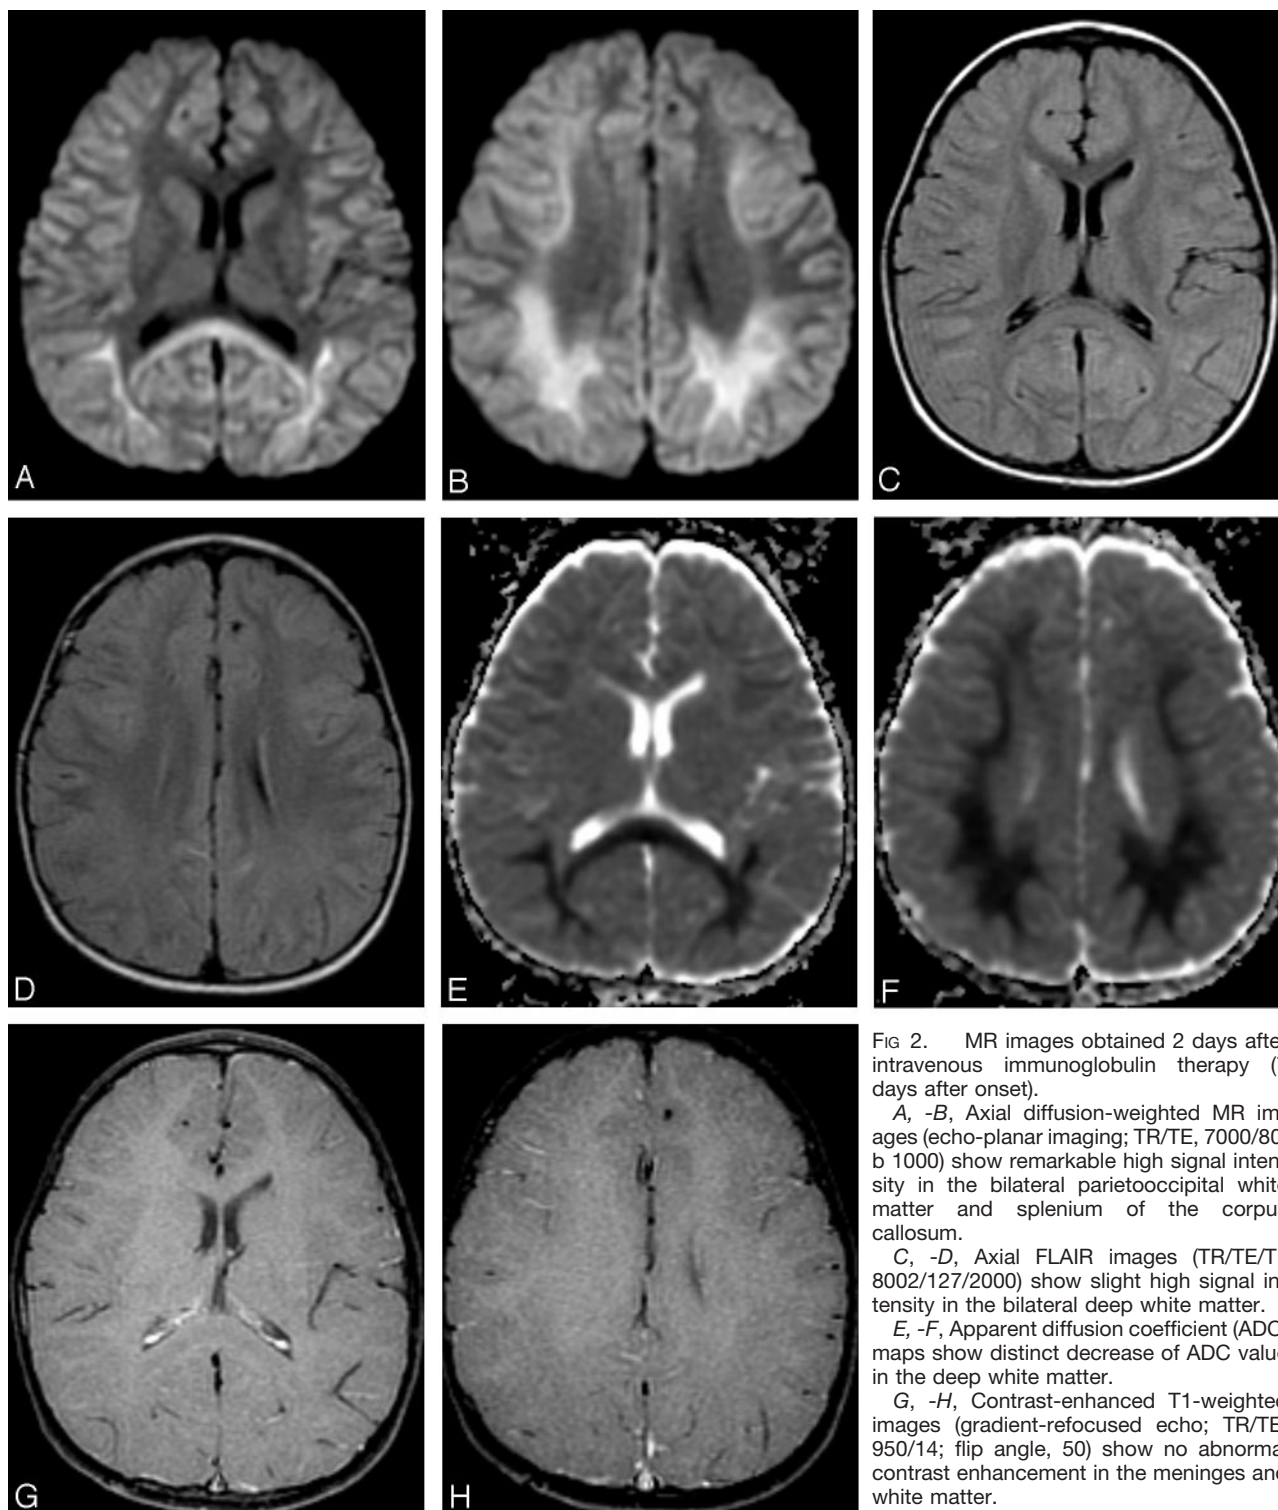 A
B
C
D
E
F
G
H
FIG 2. MR images obtained 2 days afte
intravenous immunoglobulin therapy (
days after onset).
A, -B, Axial diffusion-weighted MR im
ages (echo-planar imaging; TR/TE, 7000/80
b 1000) show remarkable high signal inten
sity in the bilateral parietooccipital white
matter and splenium of the corpu
callosum.
C, -D, Axial FLAIR images (TR/TE/T
8002/127/2000) show slight high signal in
tensity in the bilateral deep white matter.
E, -F, Apparent diffusion coefficient (ADC
maps show distinct decrease of ADC value
in the deep white matter.
G, -H, Contrast-enhanced T1-weighted
images (gradient-refocused echo; TR/TE
950/14; flip angle, 50) show no abnorma
contrast enhancement in the meninges and
white matter.